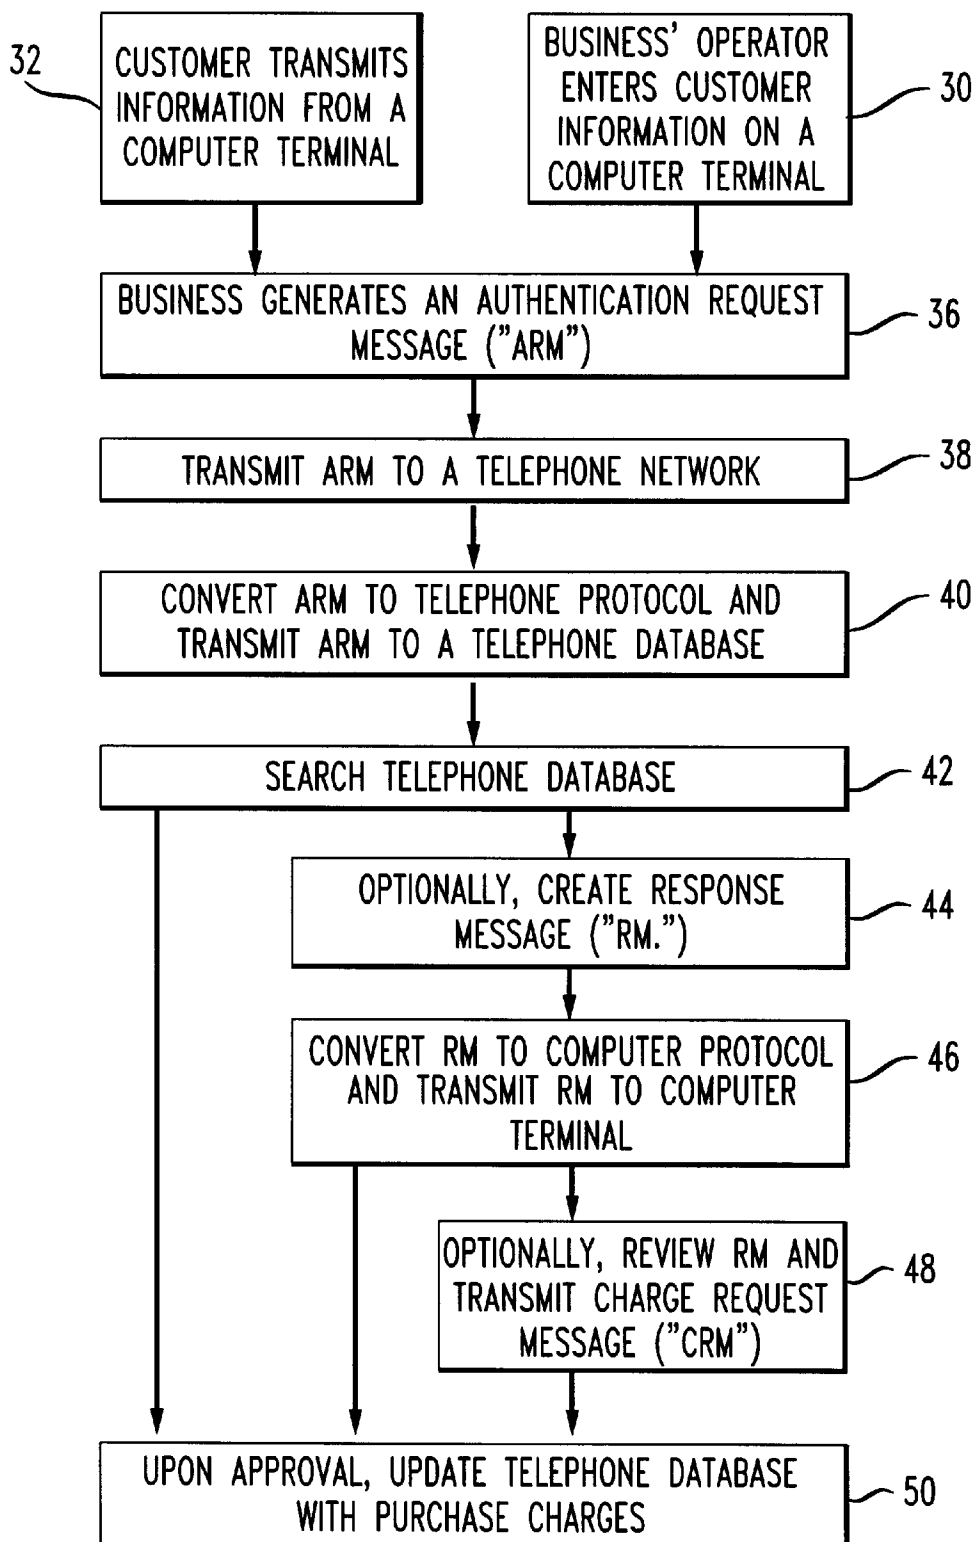 32
CUSTOMER TRANSMITS
INFORMATION FROM A
COMPUTER TERMINAL
BUSINESS' OPERATOR
ENTERS CUSTOMER
INFORMATION ON A
COMPUTER TERMINAL
30
BUSINESS GENERATES AN AUTHENTICATION REQUEST
MESSAGE ("ARM")
36
TRANSMIT ARM TO A TELEPHONE NETWORK
38
CONVERT ARM TO TELEPHONE PROTOCOL AND
TRANSMIT ARM TO A TELEPHONE DATABASE
40
SEARCH TELEPHONE DATABASE
42
OPTIONALLY, CREATE RESPONSE
MESSAGE ("RM.")
44
CONVERT RM TO COMPUTER PROTOCOL
AND TRANSMIT RM TO COMPUTER
TERMINAL
46
OPTIONALLY, REVIEW RM AND
TRANSMIT CHARGE REQUEST
MESSAGE ("CRM")
48
UPON APPROVAL, UPDATE TELEPHONE DATABASE
WITH PURCHASE CHARGES
50